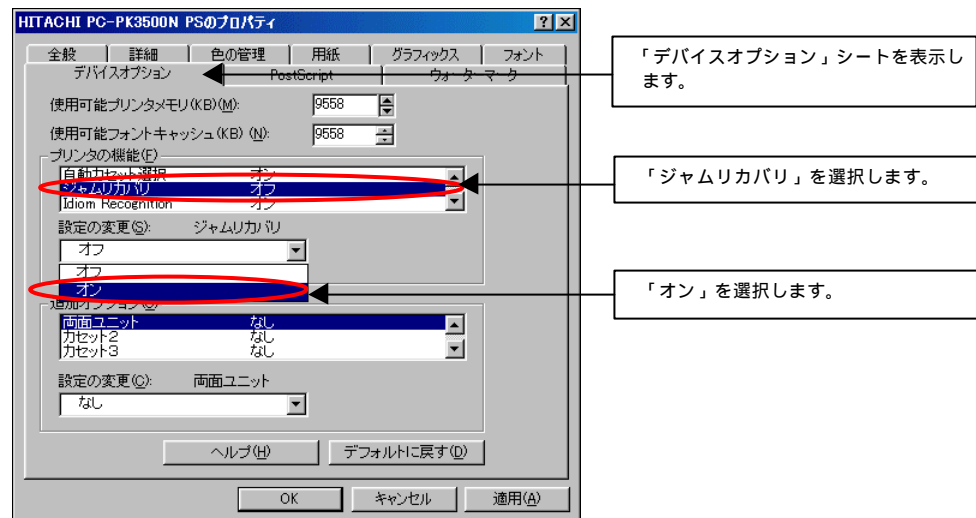 HITACHI PC-PK3500N PSのプロパティ
全般 詳細 色の管理 用紙 グラフィックス フォント
デバイスオプション PostScript ウォーターマーク
使用可能プリンタメモリ(KB)(M): 9558
使用可能フォントキャッシュ(KB) (N): 9558
プリンタの機能(F)
自動カセット選択 オン
ジャムリカバリ オフ
Idiom Recognition オン
設定の変更(S): ジャムリカバリ
オフ
オフ
オン
追加オプション(O)
両面ユニット なし
カセット2 なし
カセット3 なし
設定の変更(C): 両面ユニット
なし
ヘルプ(H) デフォルトに戻す(D)
OK キャンセル 適用(A)
「デバイスオプション」シートを表示し
ます。
「ジャムリカバリ」を選択します。
「オン」を選択します。